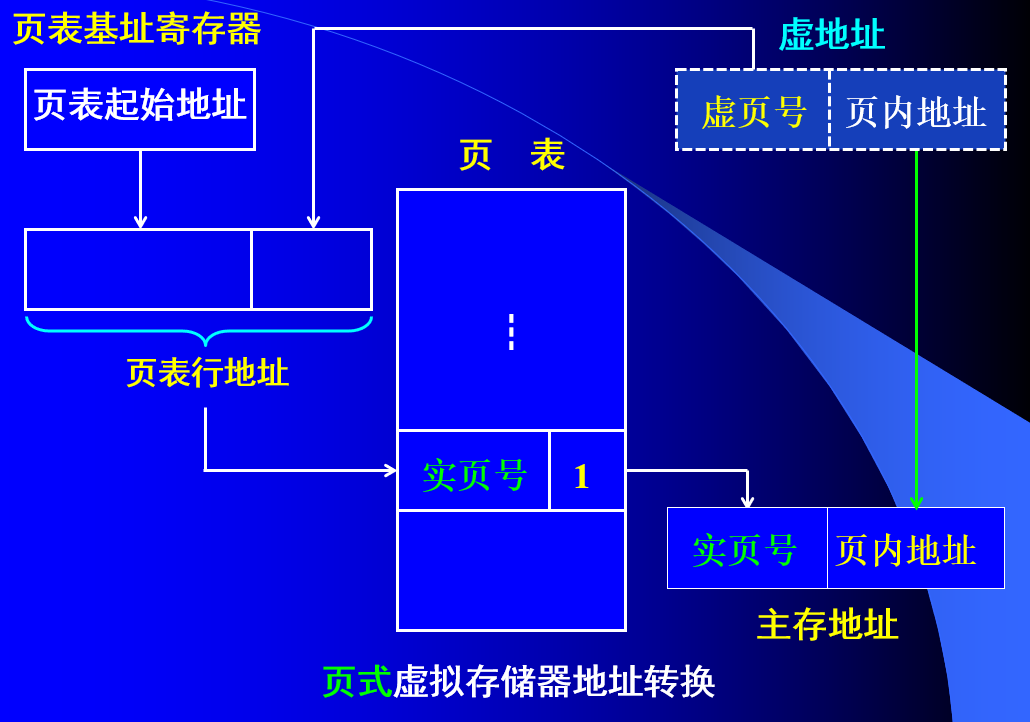 页表基址寄存器
虚地址
页表起始地址
虚页号 页内地址
页 表
页表行地址
实页号 1
实页号 页内地址
主存地址
页式虚拟存储器地址转换